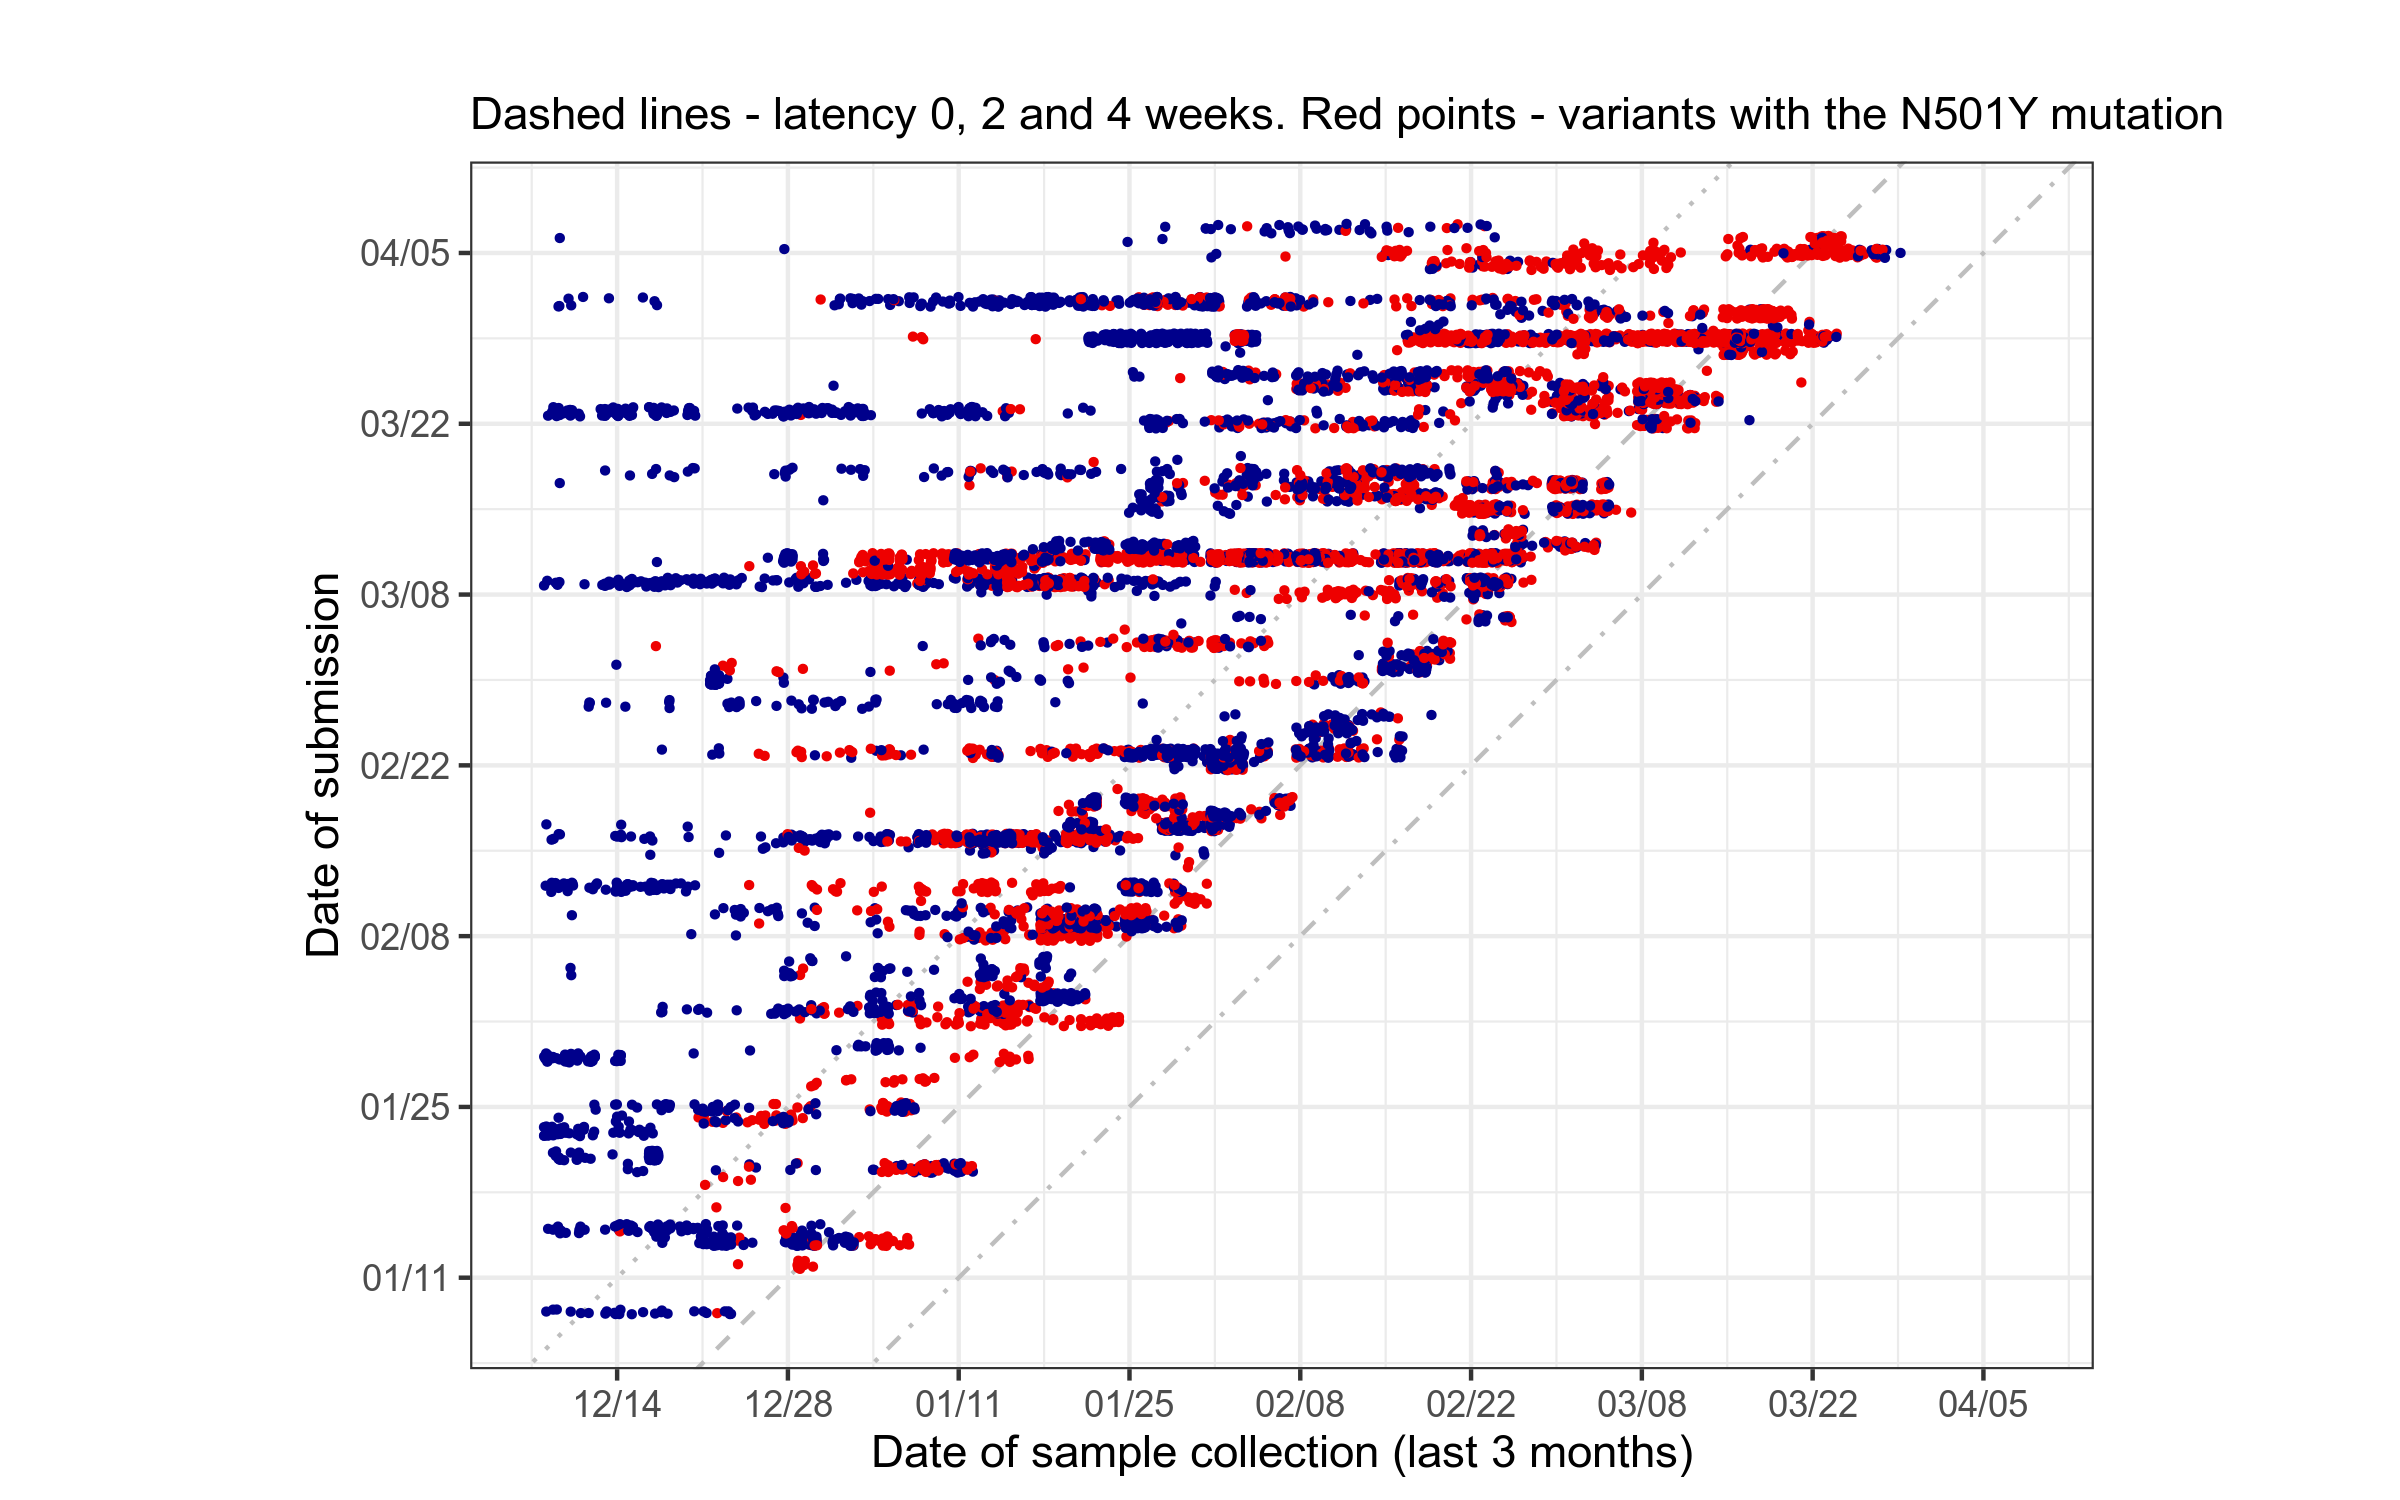 Dashed lines - latency 0, 2 and 4 weeks. Red points - variants with the N501Y mutation
Date of submission
04/05
03/22
03/08
02/22
02/08
01/25
01/11
12/14 12/28 01/11 01/25 02/08 02/22 03/08 03/22 04/05
Date of sample collection (last 3 months)